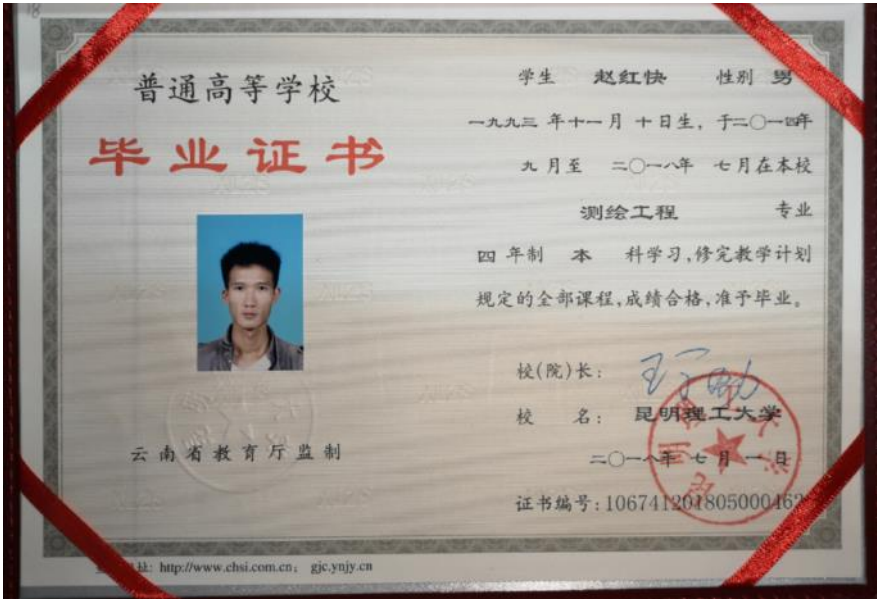 普通高等学校
毕业证书
云南省教育厅监制
学生 赵红快 性别 男
一九九三 年十一月 十日生，于二〇一四年
九 月至 二〇一八年 七月在本校
测绘工程 专业
四 年制 本 科学习，修完教学计划
规定的全部课程，成绩合格，准予毕业。
校(院)长：
校 名： 昆明理工大学
二〇一八年 七 月 一 日
证书编号：10674120180500046
http://www.chsi.com.cn； gjc.ynjy.cn